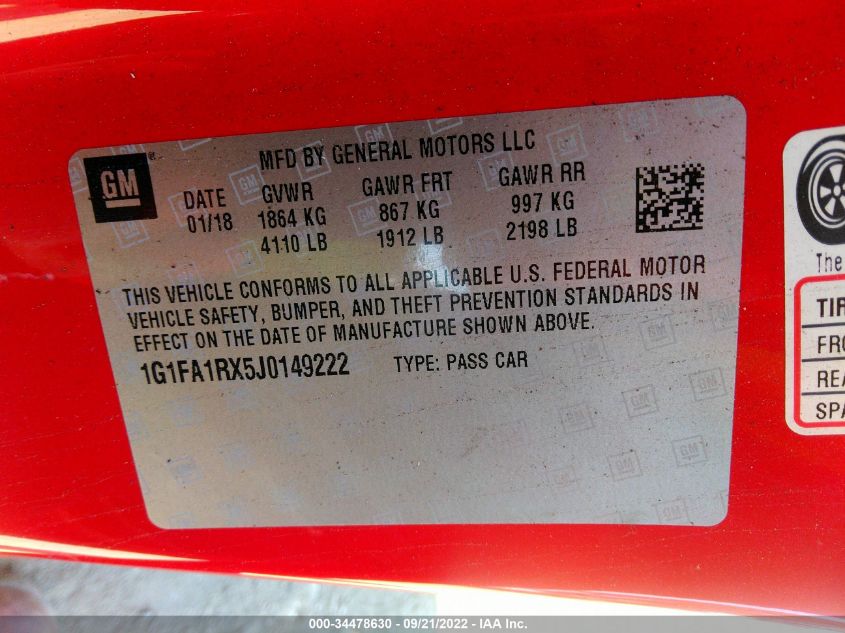 MFD BY GENERAL MOTORS LLC
GM
DATE GVWR GAWR FRT GAWR RR
01/18 1864 KG 867 KG 997 KG
4110 LB 1912 LB 2198 LB
THIS VEHICLE CONFORMS TO ALL APPLICABLE U.S. FEDERAL MOTOR
VEHICLE SAFETY, BUMPER, AND THEFT PREVENTION STANDARDS IN
EFFECT ON THE DATE OF MANUFACTURE SHOWN ABOVE.
1G1FA1RX5J0149222 TYPE: PASS CAR
The
TIR
FRO
REA
SPA
000-34478630 - 09/21/2022 - IAA Inc.